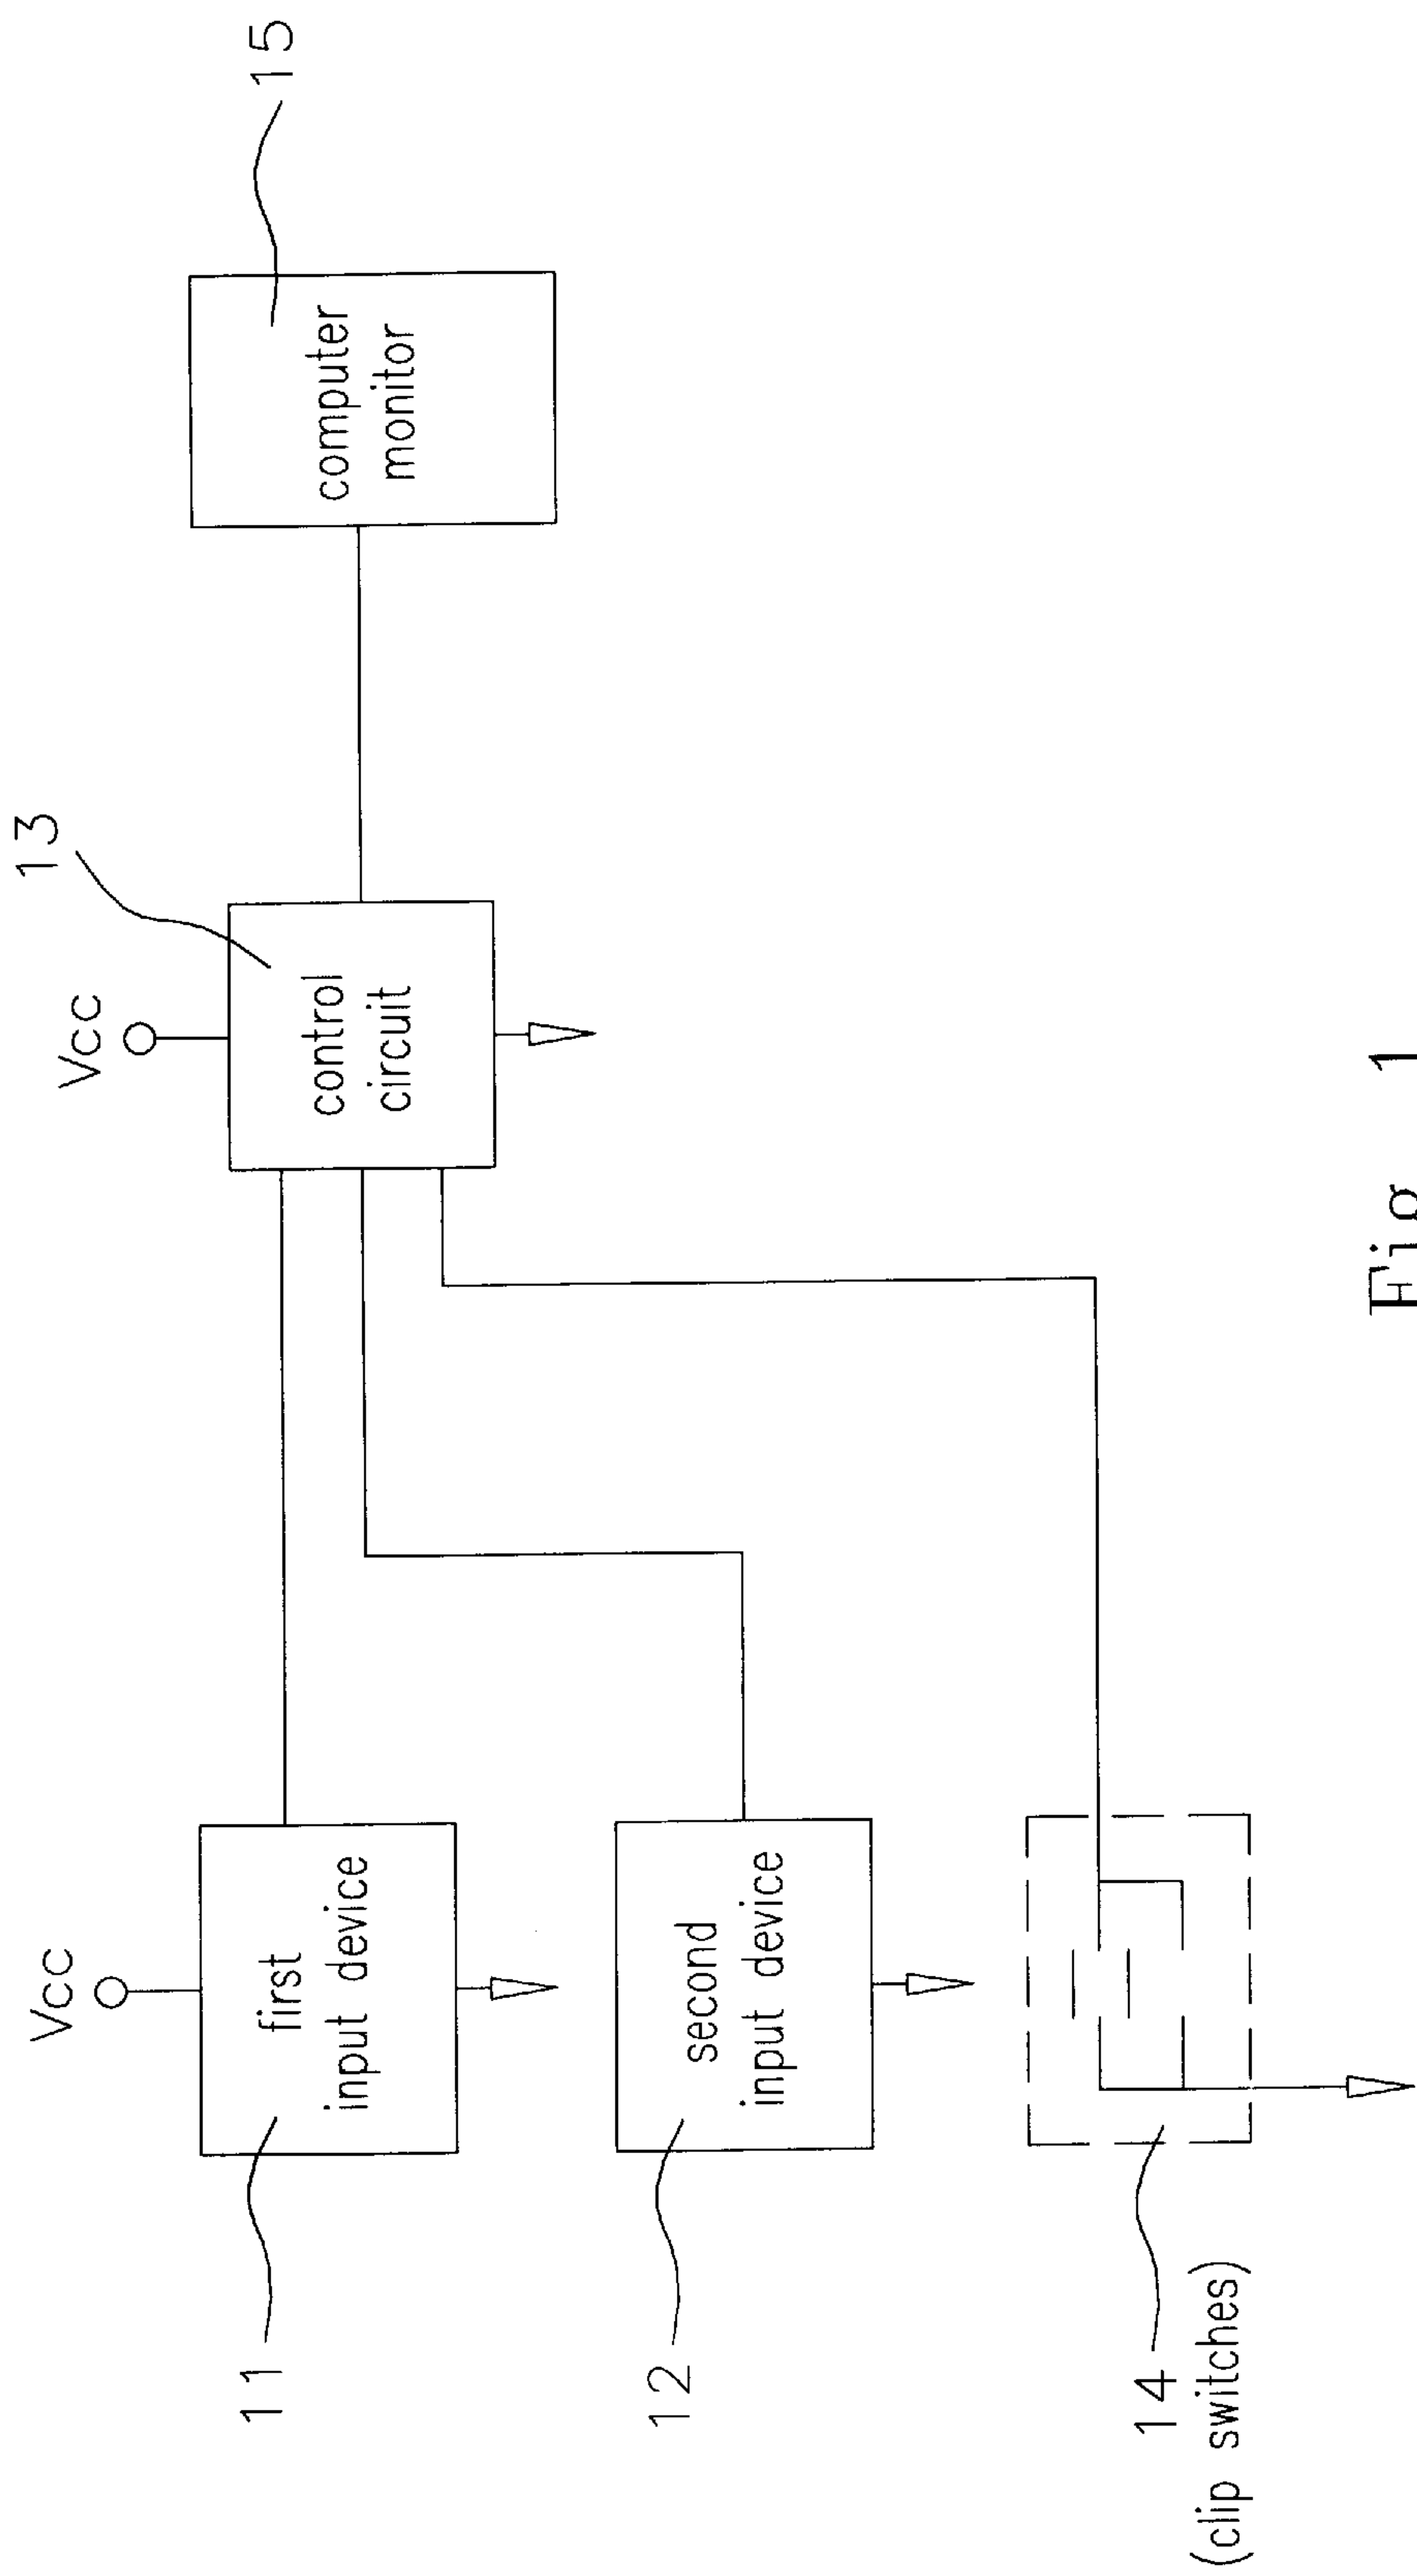 Vcc
11
first
input device
12
second
input device
14
(clip switches)
13
Vcc
control
circuit
15
computer
monitor
Fig. 1